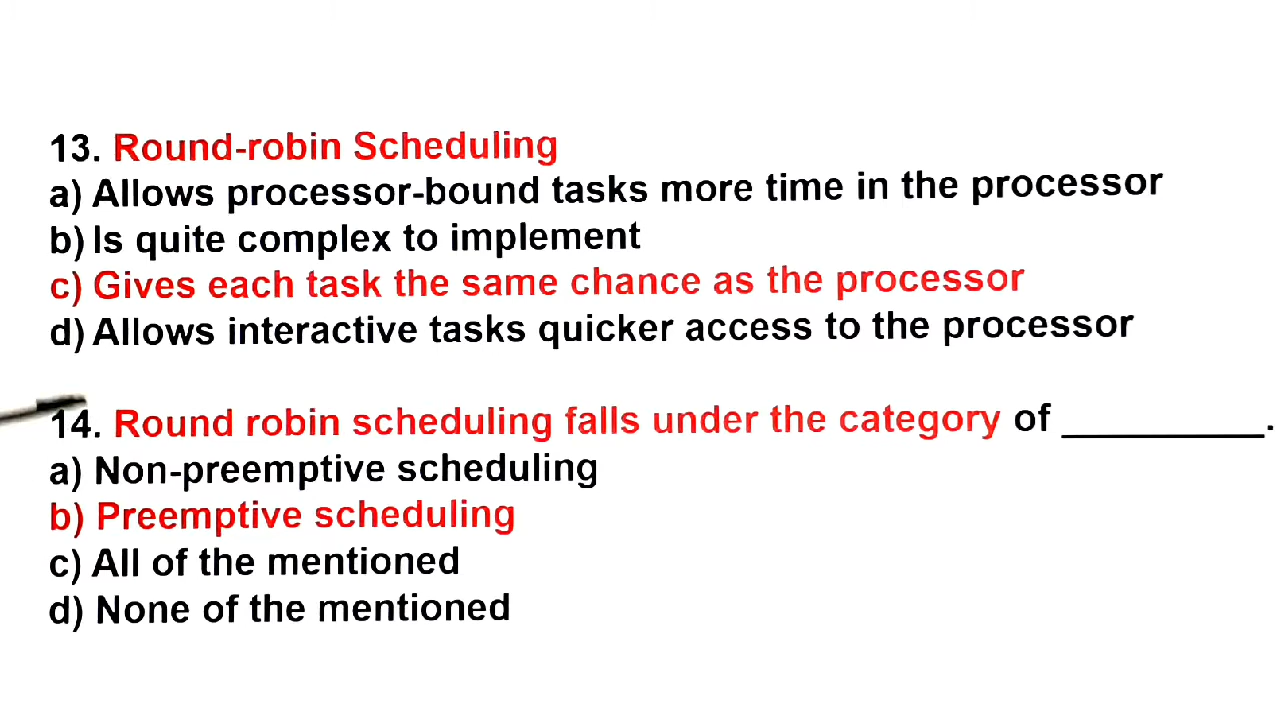 13. Round-robin Scheduling
a) Allows processor-bound tasks more time in the processor
b) Is quite complex to implement
c) Gives each task the same chance as the processor
d) Allows interactive tasks quicker access to the processor
14. Round robin scheduling falls under the category of __________.
a) Non-preemptive scheduling
b) Preemptive scheduling
c) All of the mentioned
d) None of the mentioned